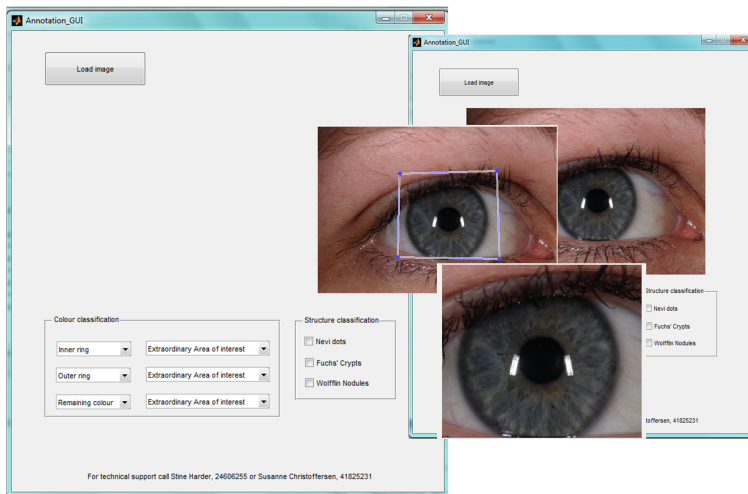 Annotation_GUI
Load image
Colour classification
Inner ring
Extraordinary Area of interest
Outer ring
Extraordinary Area of interest
Remaining colour
Extraordinary Area of interest
Structure classification
Nevi dots
Fuchs' Crypts
Wolfflin Nodules
For technical support call Stine Harder, 24606255 or Susanne Christoffersen, 41825231
Annotation_GUI
Load image
Structure classification
Nevi dots
Fuchs' Crypts
Wolfflin Nodules
stoffersen, 41825231